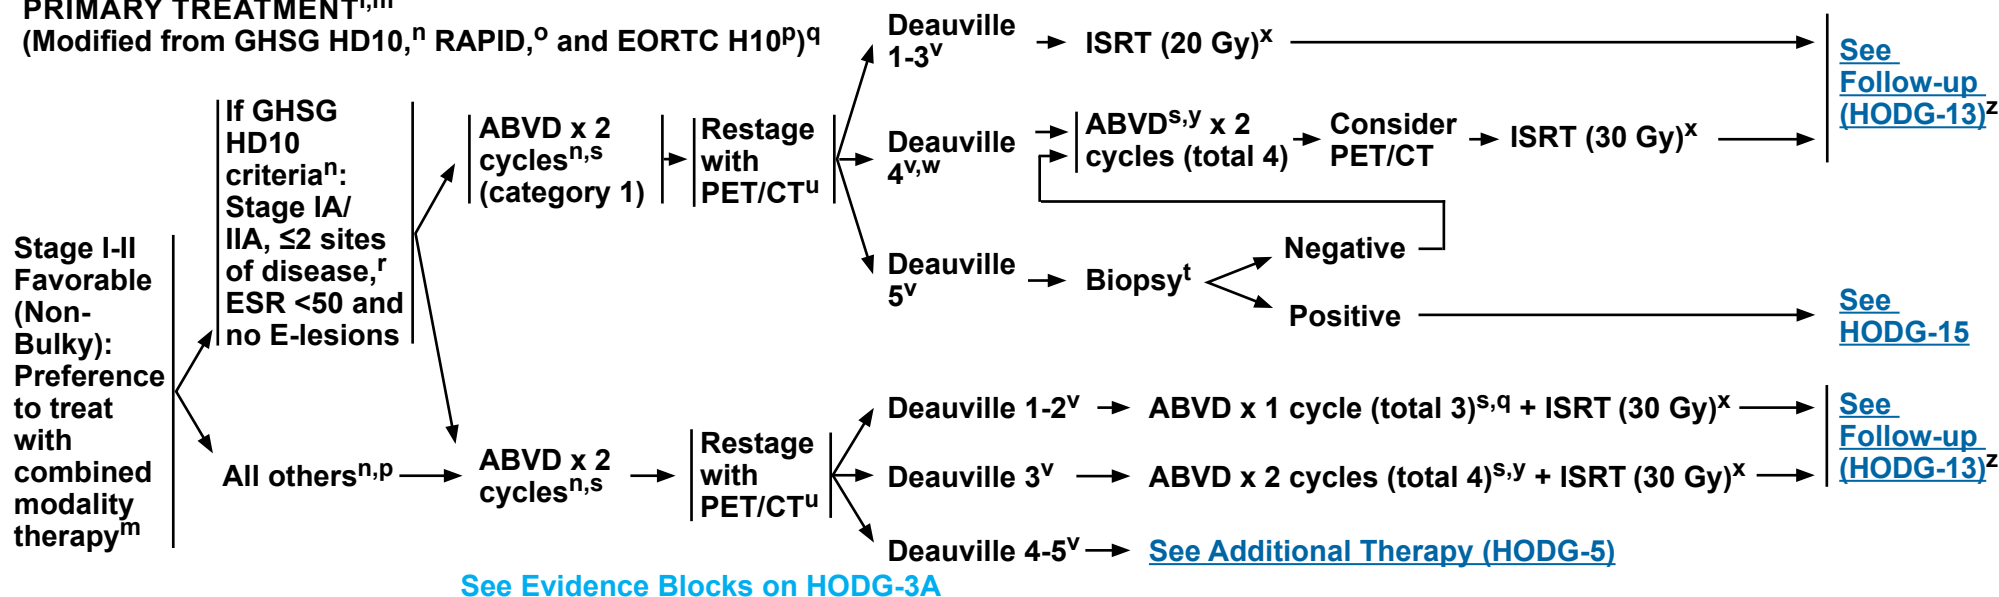 PRIMARY TREATMENTl,m
(Modified from GHSG HD10,n RAPID,o and EORTC H10p)q
Stage I-II
Favorable
(Non-
Bulky):
Preference
to treat
with
combined
modality
therapym
If GHSG
HD10
criterian:
Stage IA/
IIA, ≤2 sites
of disease,r
ESR <50 and
no E-lesions
ABVD x 2
cyclesn,s
(category 1)
Restage
with
PET/CTu
Deauville
1-3v
ISRT (20 Gy)x
Deauville
4v,w
ABVDs,y x 2
cycles (total 4)
Consider
PET/CT
ISRT (30 Gy)x
See
Follow-up
(HODG-13)z
Deauville
5v
Biopsyt
Negative
Positive
See
HODG-15
All othersn,p
ABVD x 2
cyclesn,s
Restage
with
PET/CTu
Deauville 1-2v
ABVD x 1 cycle (total 3)s,q + ISRT (30 Gy)x
Deauville 3v
ABVD x 2 cycles (total 4)s,y + ISRT (30 Gy)x
See
Follow-up
(HODG-13)z
Deauville 4-5v
See Additional Therapy (HODG-5)
See Evidence Blocks on HODG-3A